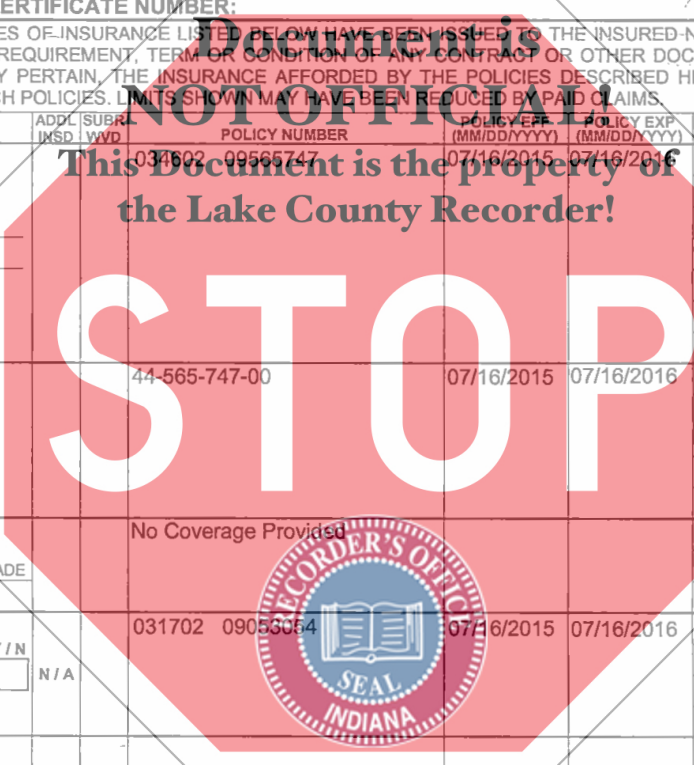 ERTIFICATE NUMBER:
Document is
ES OF INSURANCE LISTED BELOW HAVE BEEN ISSUED TO THE INSURED N
REQUIREMENT, TERM OR CONDITION OF ANY CONTRACT OR OTHER DOC
Y PERTAIN, THE INSURANCE AFFORDED BY THE POLICIES DESCRIBED HE
H POLICIES. LIMITS SHOWN MAY HAVE BEEN REDUCED BY PAID CLAIMS.
NOT OFFICIAL!
ADDL SUBR POLICY EFF POLICY EXP
INSD WVD POLICY NUMBER (MM/DD/YYYY) (MM/DD/YYYY)
034602 09565747 07/16/2015 07/16/2016
This Document is the property of
the Lake County Recorder!
STOP
44-565-747-00 07/16/2015 07/16/2016
No Coverage Provided
RECORDER'S OFFICE
ADE
031702 09053054 07/16/2015 07/16/2016
/ N
N / A
SEAL
INDIANA